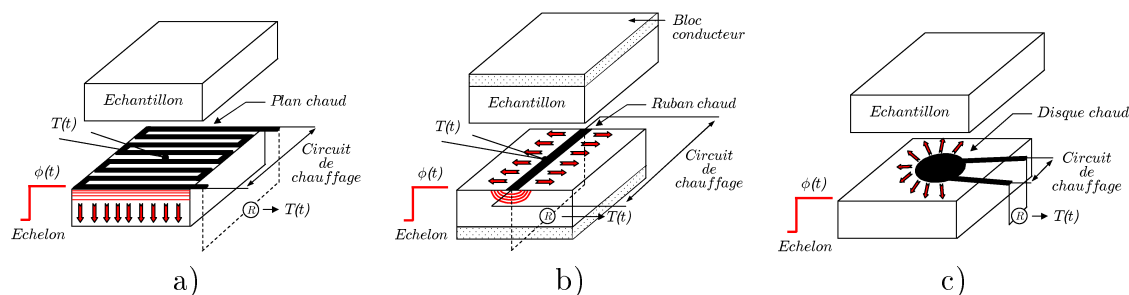 Echantillon
Plan chaud
T(t)
Circuit
de
chauffage
ϕ(t)
R
T(t)
Echelon
a)
Bloc
conducteur
Echantillon
Ruban chaud
T(t)
Circuit
de
chauffage
ϕ(t)
R
T(t)
Echelon
b)
Echantillon
Disque chaud
Circuit
de
chauffage
ϕ(t)
R
T(t)
Echelon
c)